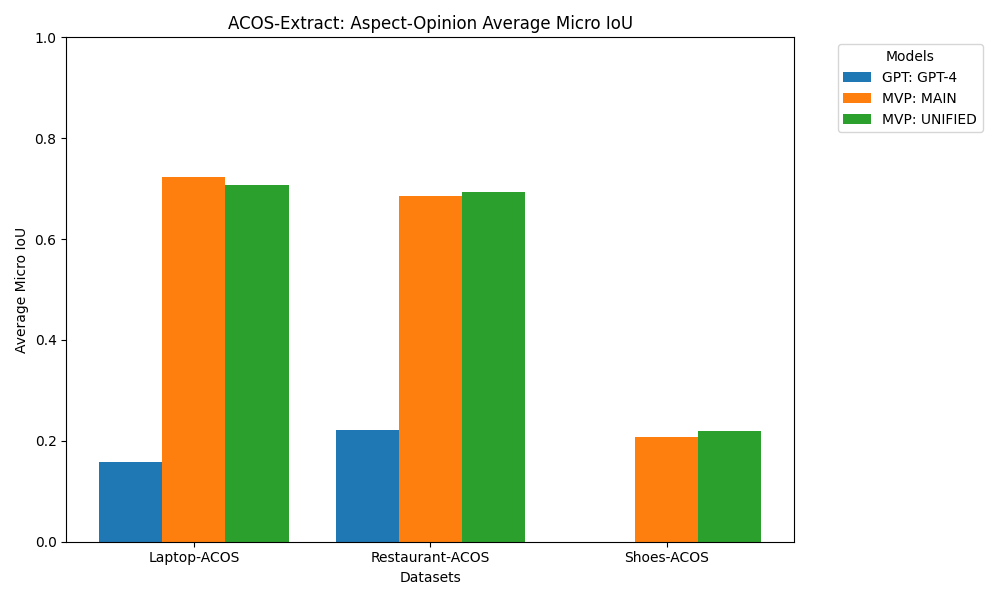 ACOS-Extract: Aspect-Opinion Average Micro IoU
Models
GPT: GPT-4
MVP: MAIN
MVP: UNIFIED
Average Micro IoU
1.0
0.8
0.6
0.4
0.2
0.0
Laptop-ACOS
Restaurant-ACOS
Shoes-ACOS
Datasets